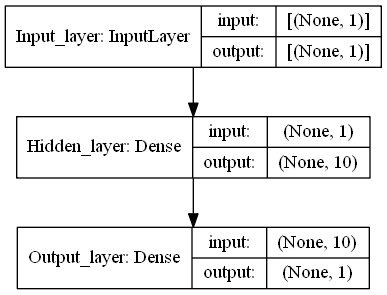 Input_layer: InputLayer
input: [(None, 1)]
output: [(None, 1)]
Hidden_layer: Dense
input: (None, 1)
output: (None, 10)
Output_layer: Dense
input: (None, 10)
output: (None, 1)